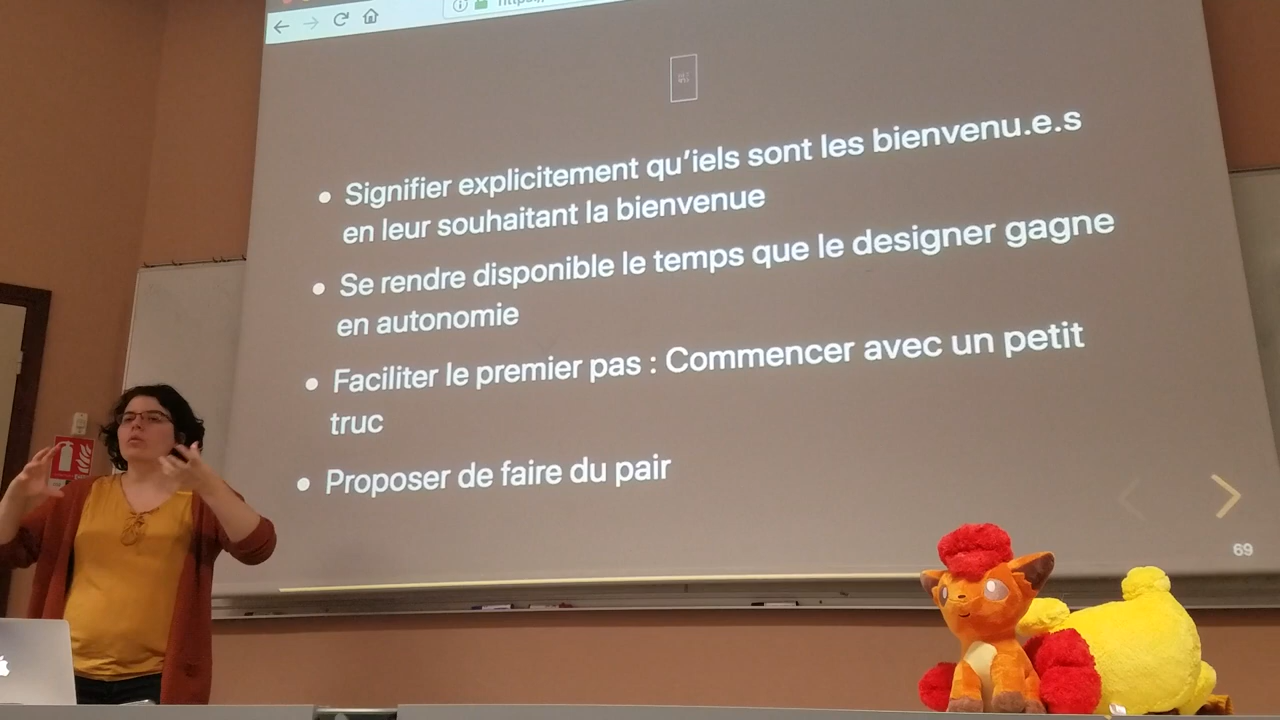 Signifier explicitement qu'iels sont les bienvenu.e.s
en leur souhaitant la bienvenue
Se rendre disponible le temps que le designer gagne
en autonomie
Faciliter le premier pas : Commencer avec un petit
truc
Proposer de faire du pair
69